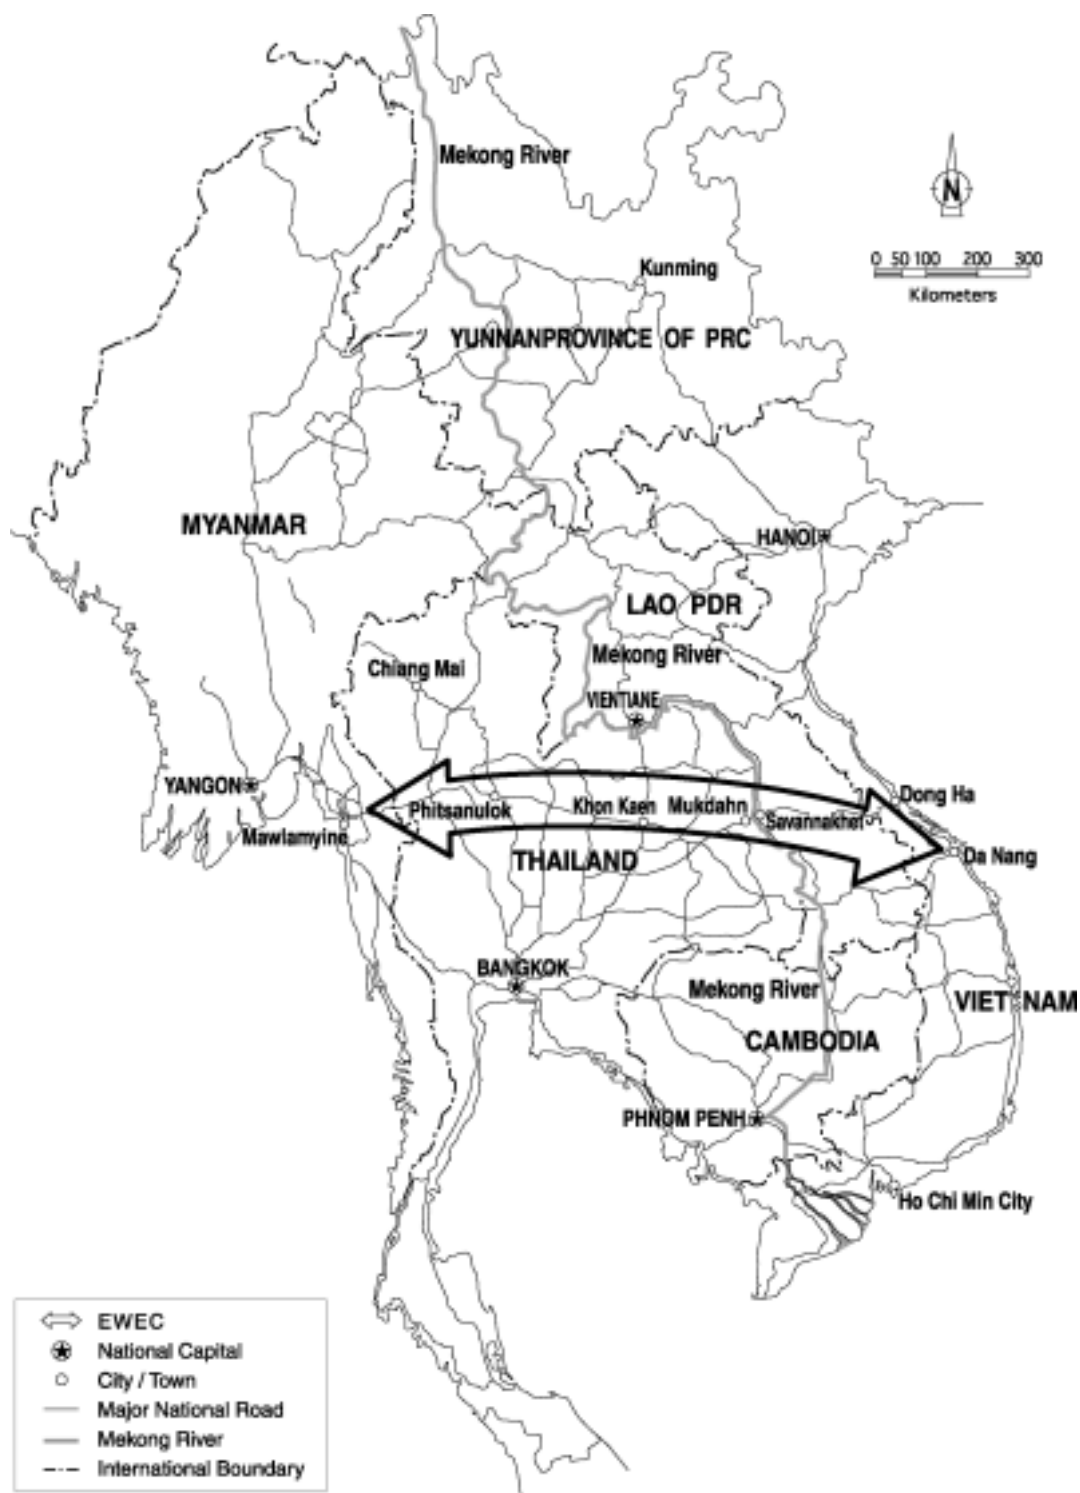 Mekong River
N
0 50 100 200 300
Kilometers
Kunming
YUNNANPROVINCE OF PRC
MYANMAR
HANOI
LAO PDR
Mekong River
Chiang Mai
VIENTIANE
YANGON
Dong Ha
Phitsanulok
Khon Kaen
Mukdahn
Savannakhet
Mawlamyine
THAILAND
Da Nang
BANGKOK
Mekong River
VIET NAM
CAMBODIA
PHNOM PENH
Ho Chi Min City
EWEC
National Capital
City / Town
Major National Road
Mekong River
International Boundary